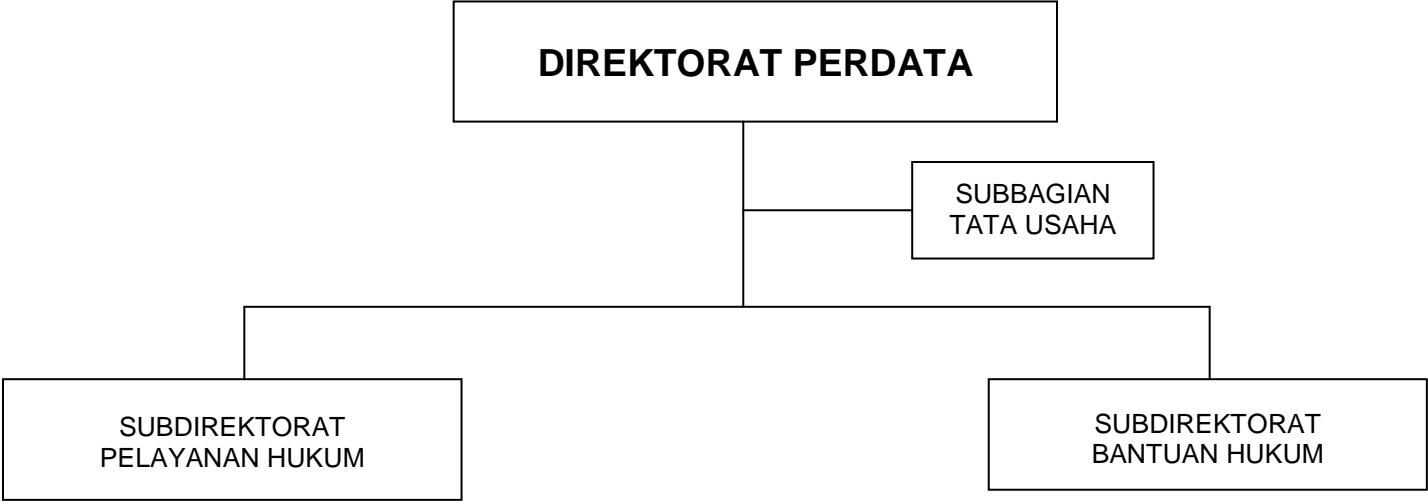 DIREKTORAT PERDATA
SUBBAGIAN
TATA USAHA
SUBDIREKTORAT
PELAYANAN HUKUM
SUBDIREKTORAT
BANTUAN HUKUM